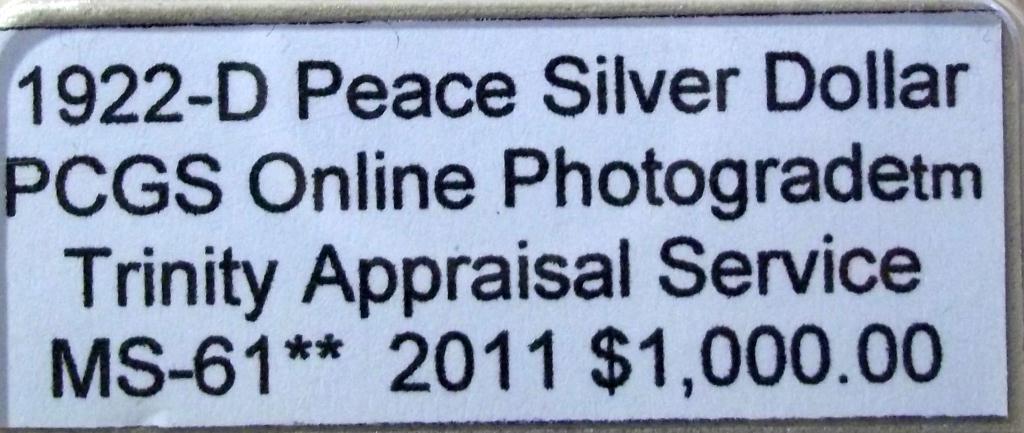 1922-D Peace Silver Dollar
PCGS Online Photogradetm
Trinity Appraisal Service
MS-61** 2011 $1,000.00